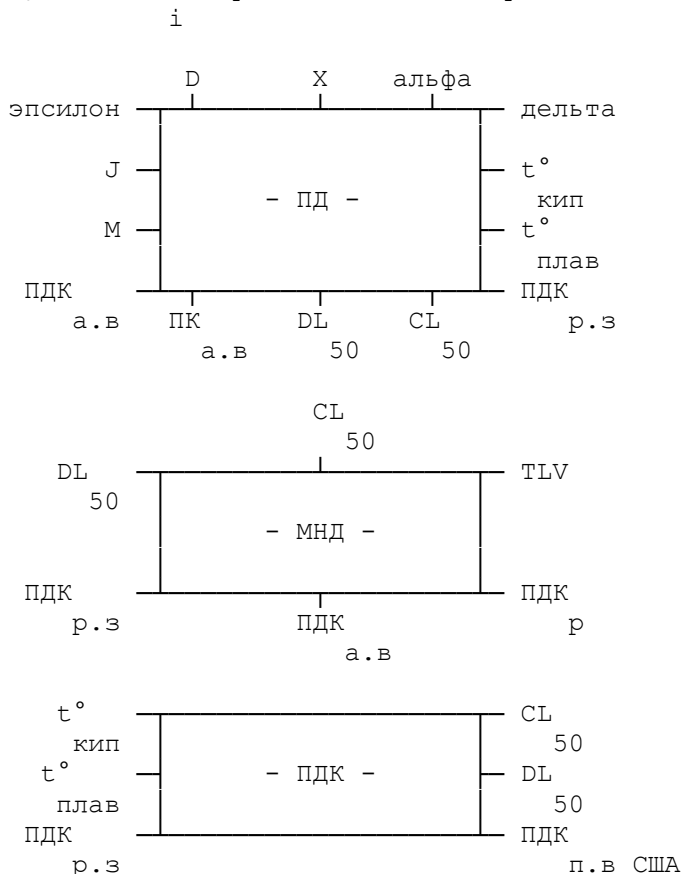 i
D X альфа
эпсилон дельта
J t°
- ПД - кип
M t°
плав
ПДК ПДК
а.в ПК DL CL р.з
а.в 50 50
CL
50
DL TLV
50
- МНД -
ПДК ПДК
р.з ПДК р
а.в
t° CL
кип 50
t° - ПДК - DL
плав 50
ПДК ПДК
р.з п.в США